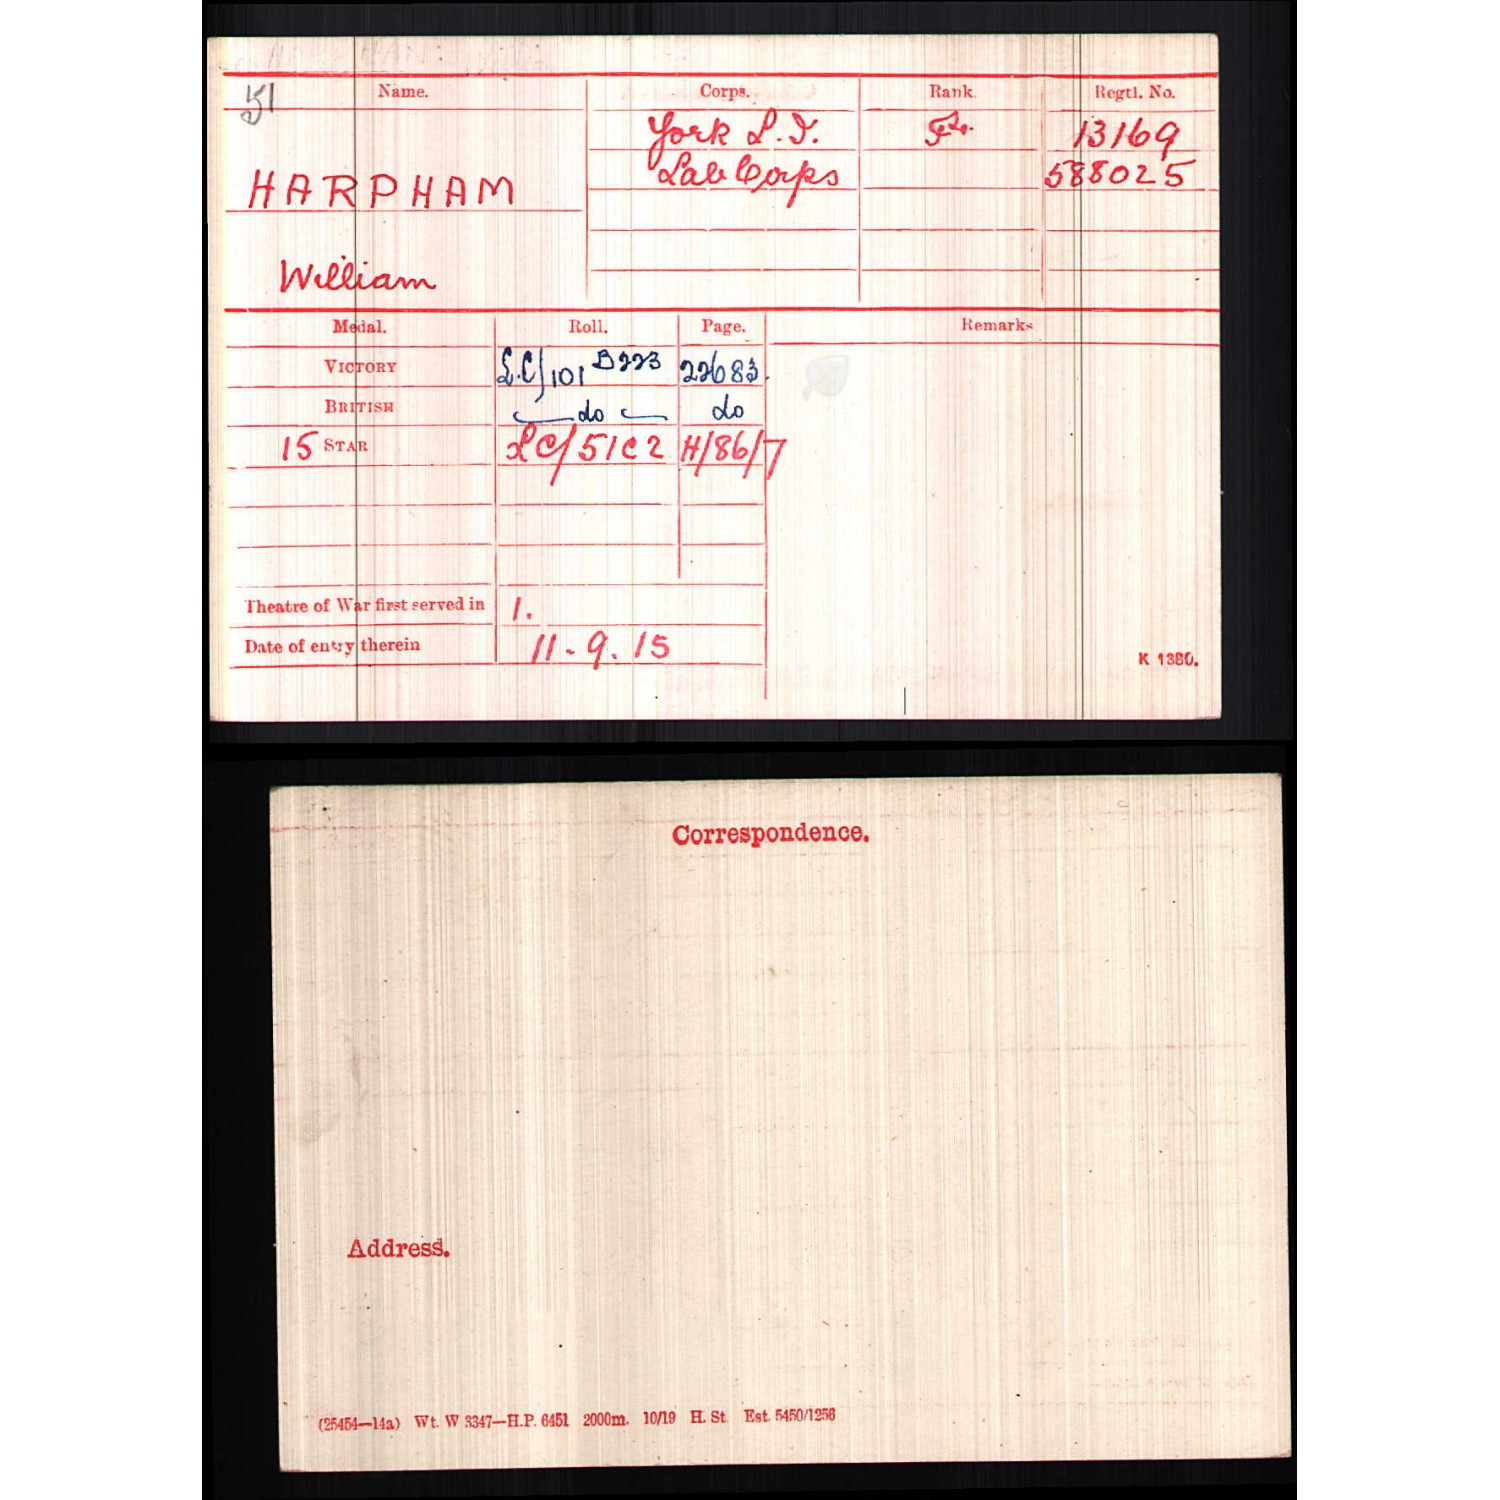 51
Name. Corps. Rank. Regtl. No.
York L.I. Pte. 13169
HARPHAM Lab Corps 588025
William
Medal. Roll. Page. Remarks
VICTORY L.C/101 B223 22683.
BRITISH do do
15 STAR LC/51C2 H/86/7
Theatre of War first served in 1.
Date of entry therein 11-9.15
K 1380.
Correspondence.
Address.
(25454—14a) Wt. W 3347—H.P. 6451 2000m. 10/19 H. St. Est. 5450/1256